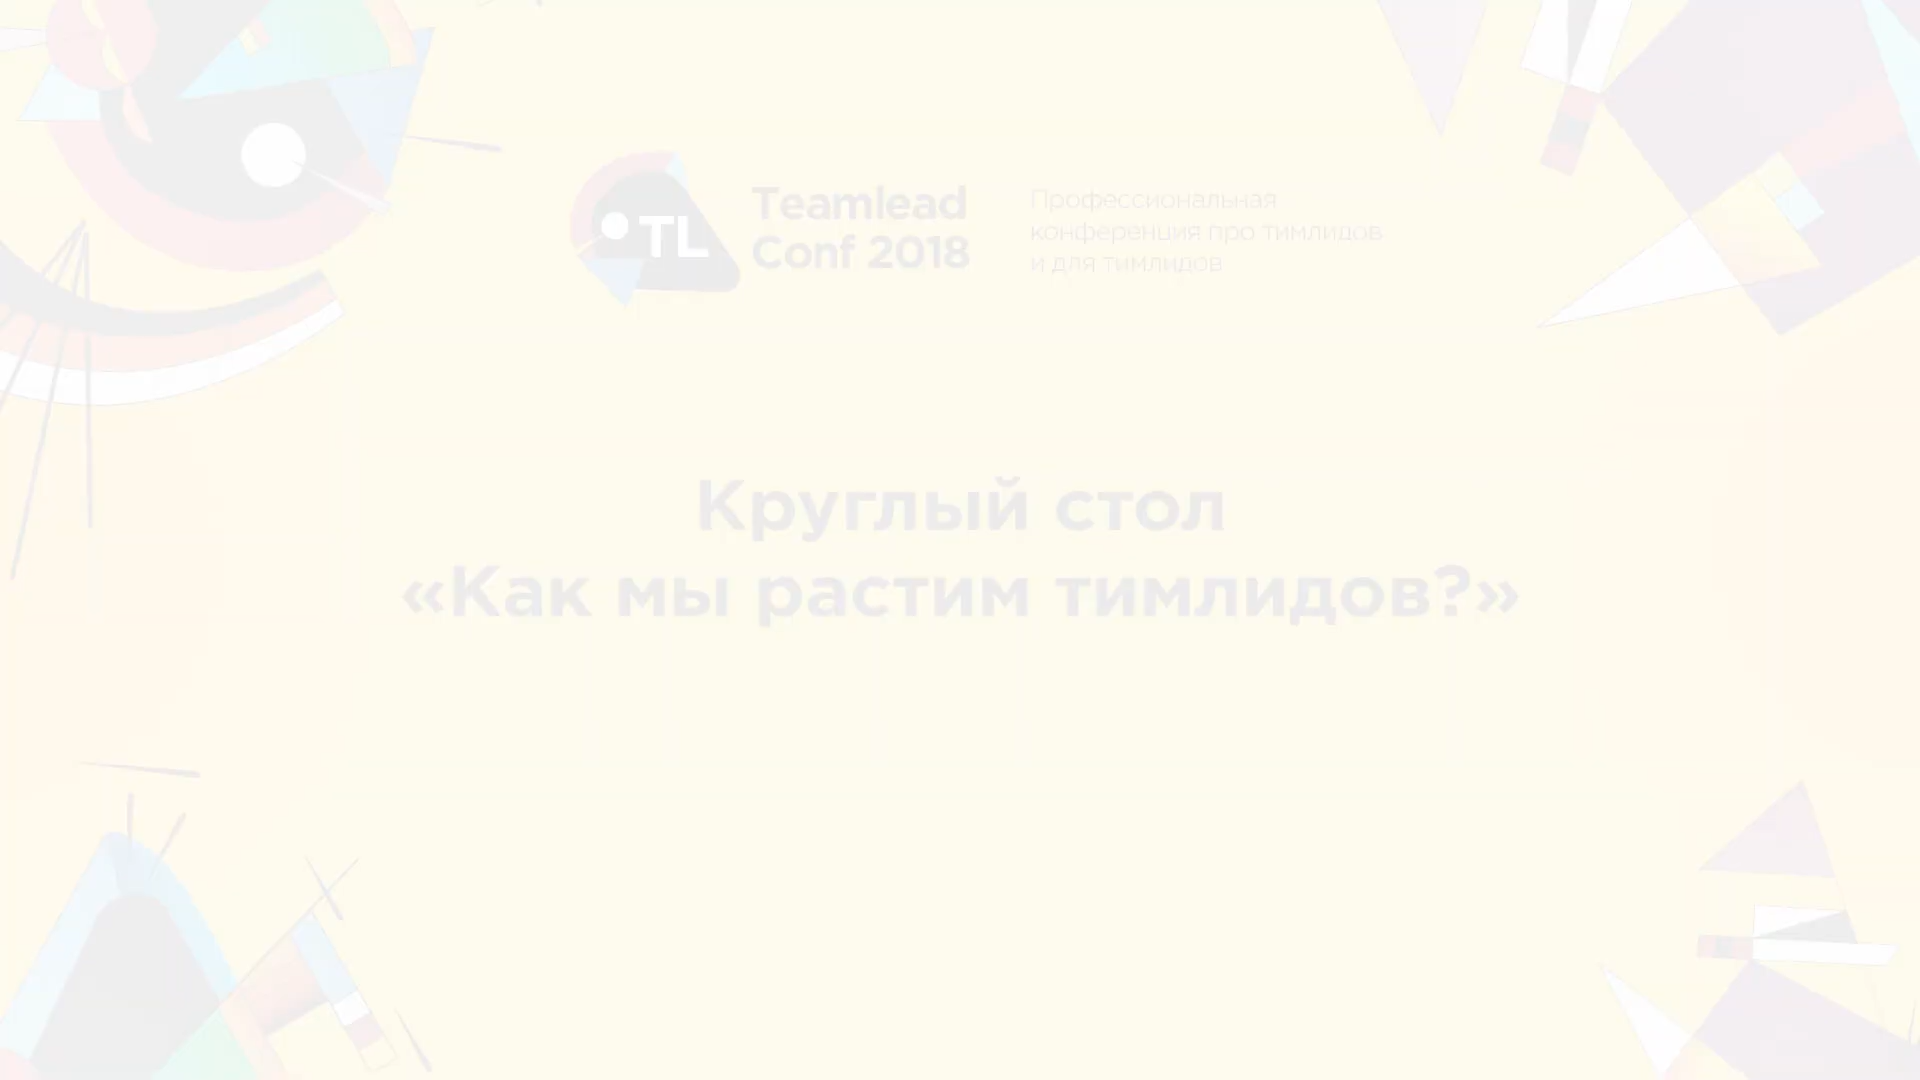 TL
Teamlead
Conf 2018
Профессиональная
конференция про тимлидов
и для тимлидов
Круглый стол
«Как мы растим тимлидов?»